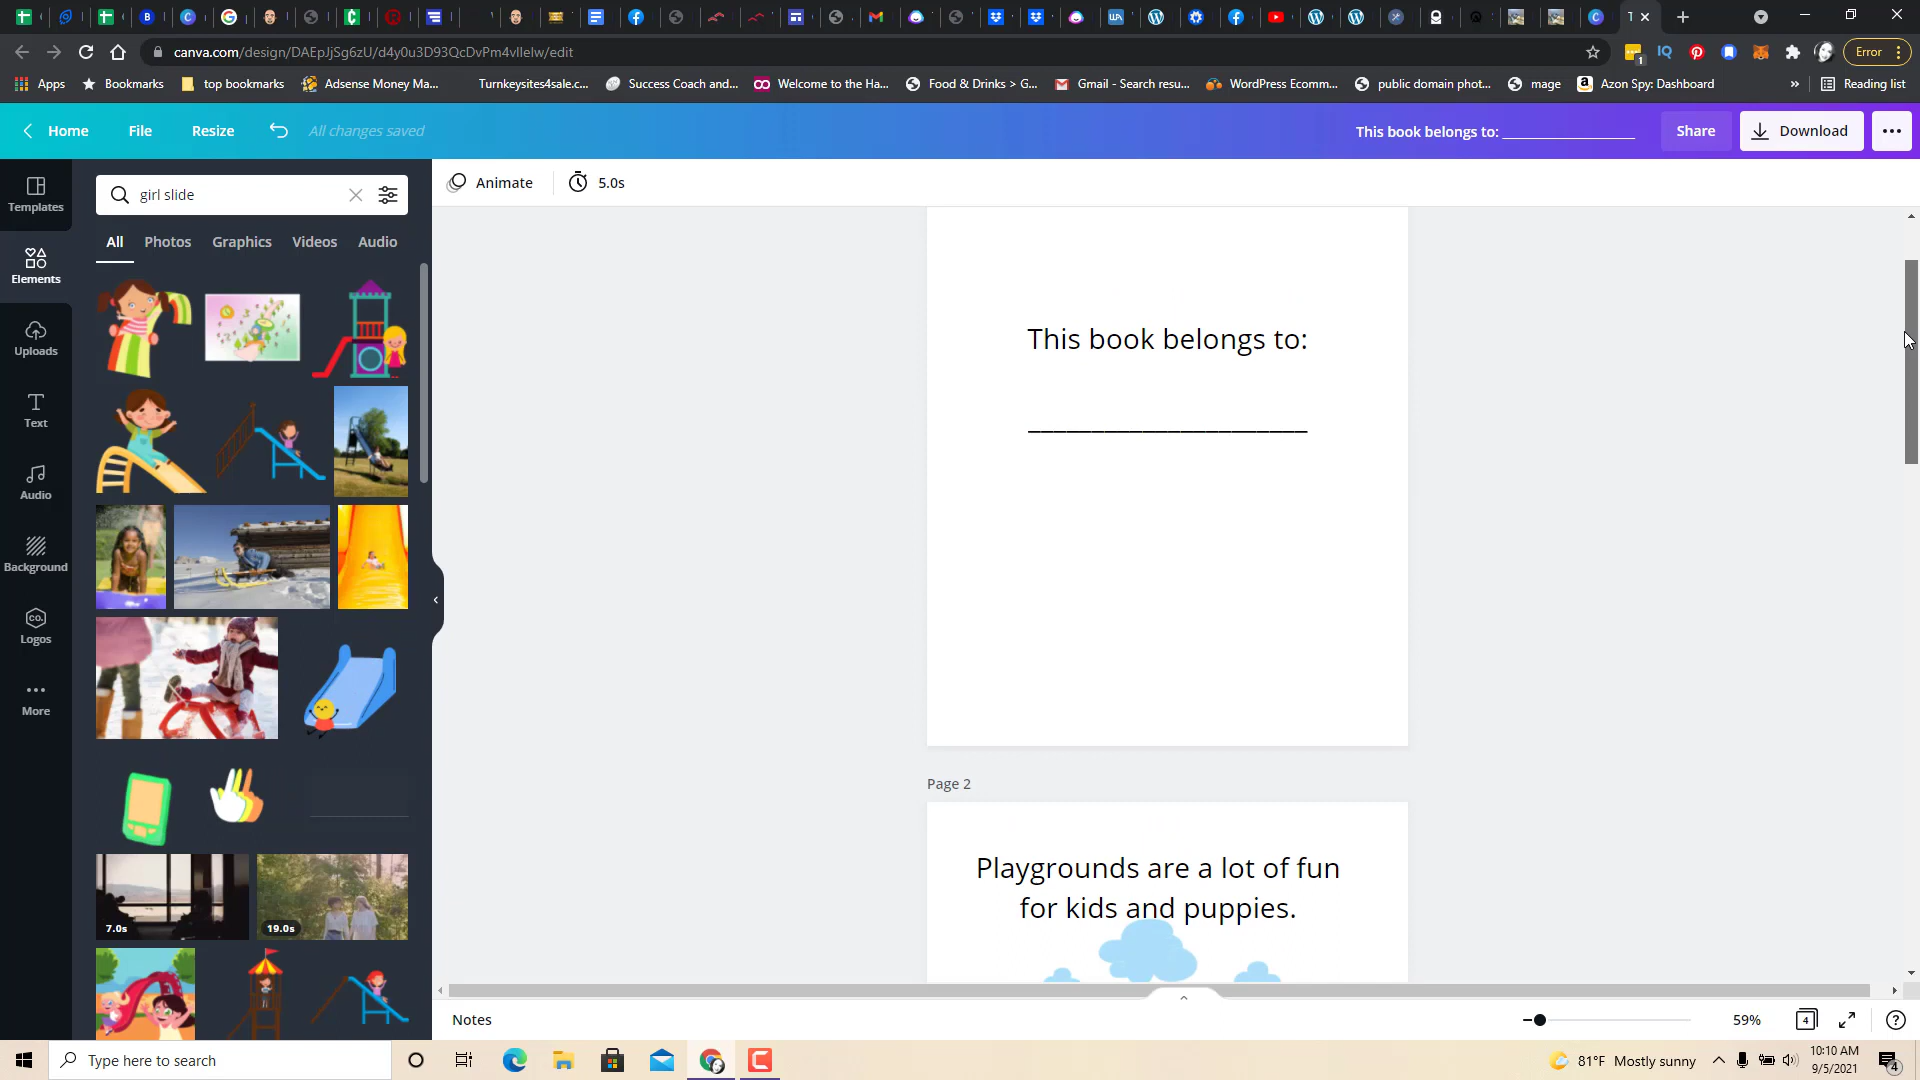 canva.com/design/DAEpJjSg6zU/d4y0u3D93QcDvPm4vIlelw/edit
Error
Apps
Bookmarks
top bookmarks
Adsense Money Ma...
Turnkeysites4sale.c...
Success Coach and...
Welcome to the Ha...
Food & Drinks > G...
Gmail - Search resu...
WordPress Ecomm...
public domain phot...
mage
Azon Spy: Dashboard
»
Reading list
Home
File
Resize
All changes saved
This book belongs to: ____________________
Share
Download
Templates
Elements
Uploads
Text
Audio
Background
Logos
More
girl slide
All
Photos
Graphics
Videos
Audio
7.0s
19.0s
Animate
5.0s
This book belongs to:
____________________
Page 2
Playgrounds are a lot of fun
for kids and puppies.
Notes
59%
4
Type here to search
81°F Mostly sunny
10:10 AM
9/5/2021
4